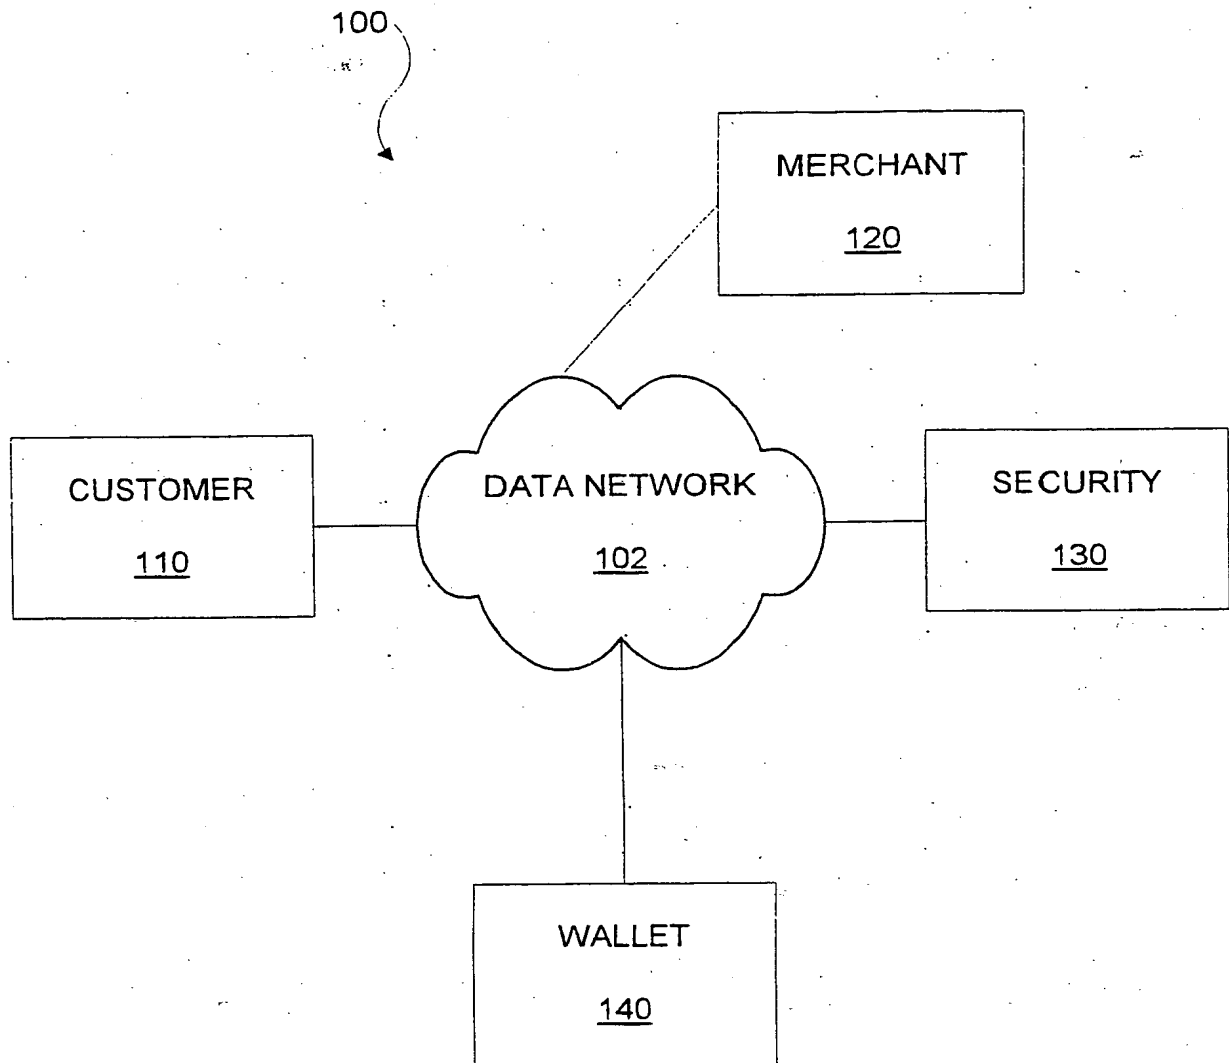 100
MERCHANT
120
CUSTOMER
110
DATA NETWORK
102
SECURITY
130
WALLET
140